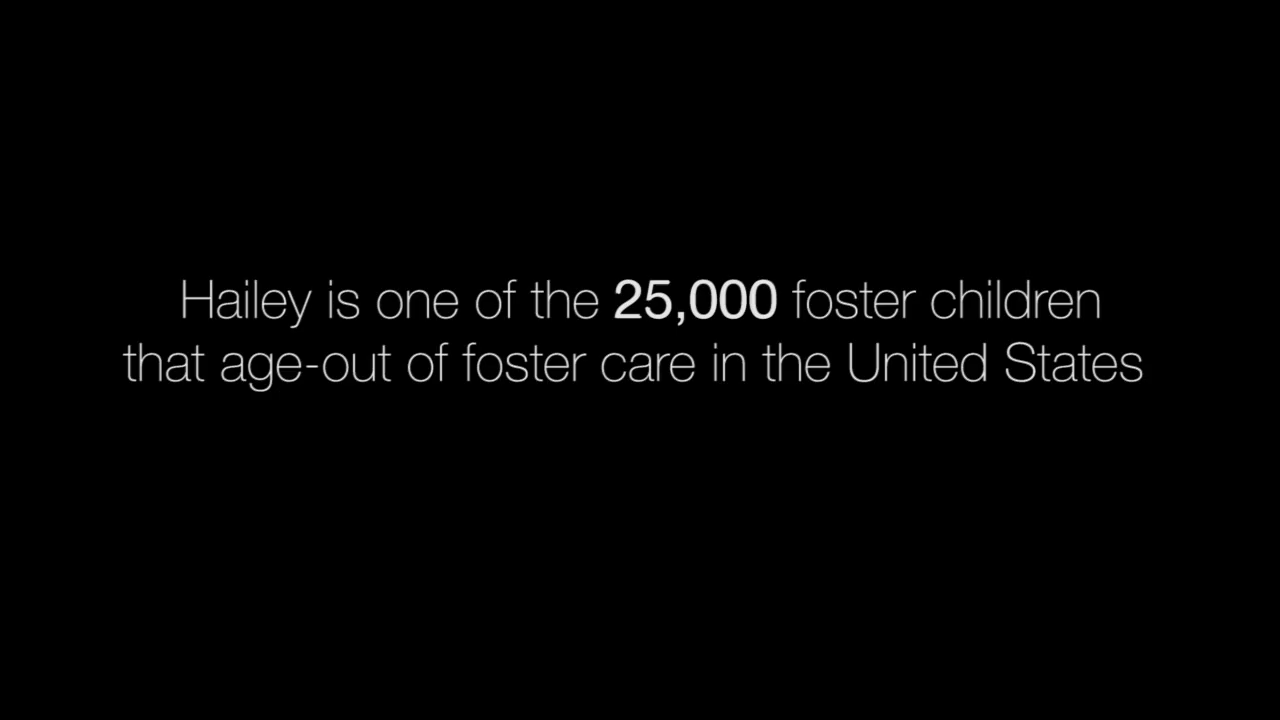 Hailey is one of the 25,000 foster children
that age-out of foster care in the United States